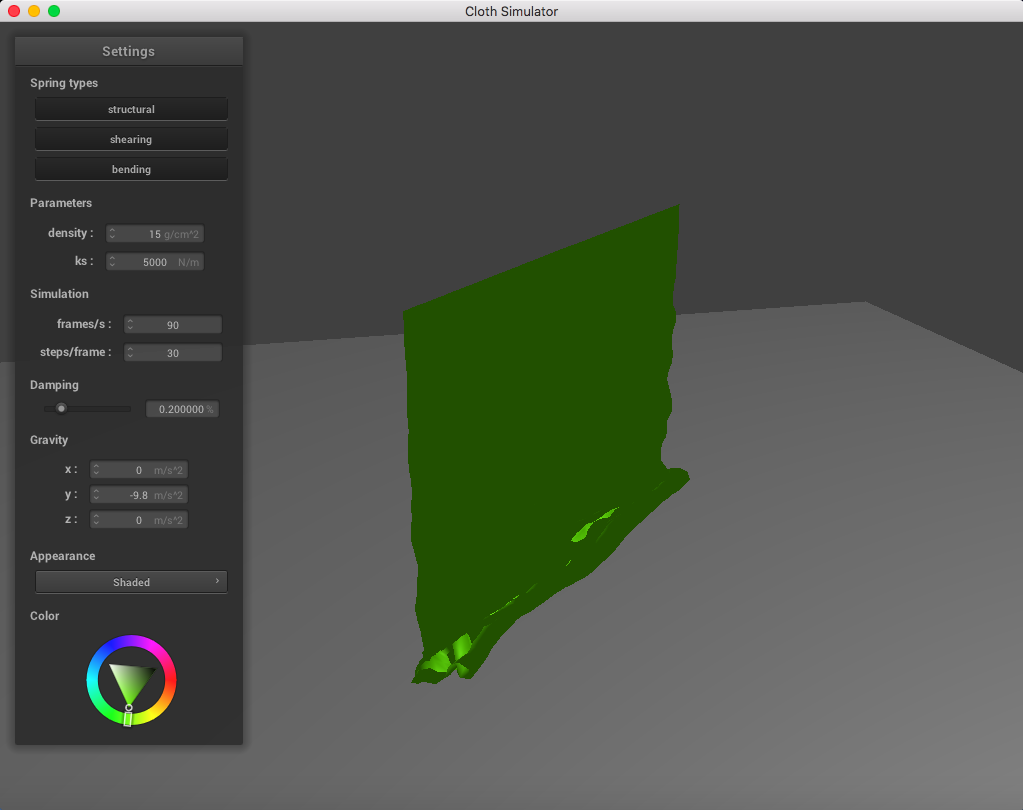 Cloth Simulator
Settings
Spring types
structural
shearing
bending
Parameters
density : 15 g/cm^2
ks : 5000 N/m
Simulation
frames/s : 90
steps/frame : 30
Damping
0.200000 %
Gravity
x : 0 m/s^2
y : -9.8 m/s^2
z : 0 m/s^2
Appearance
Shaded
Color